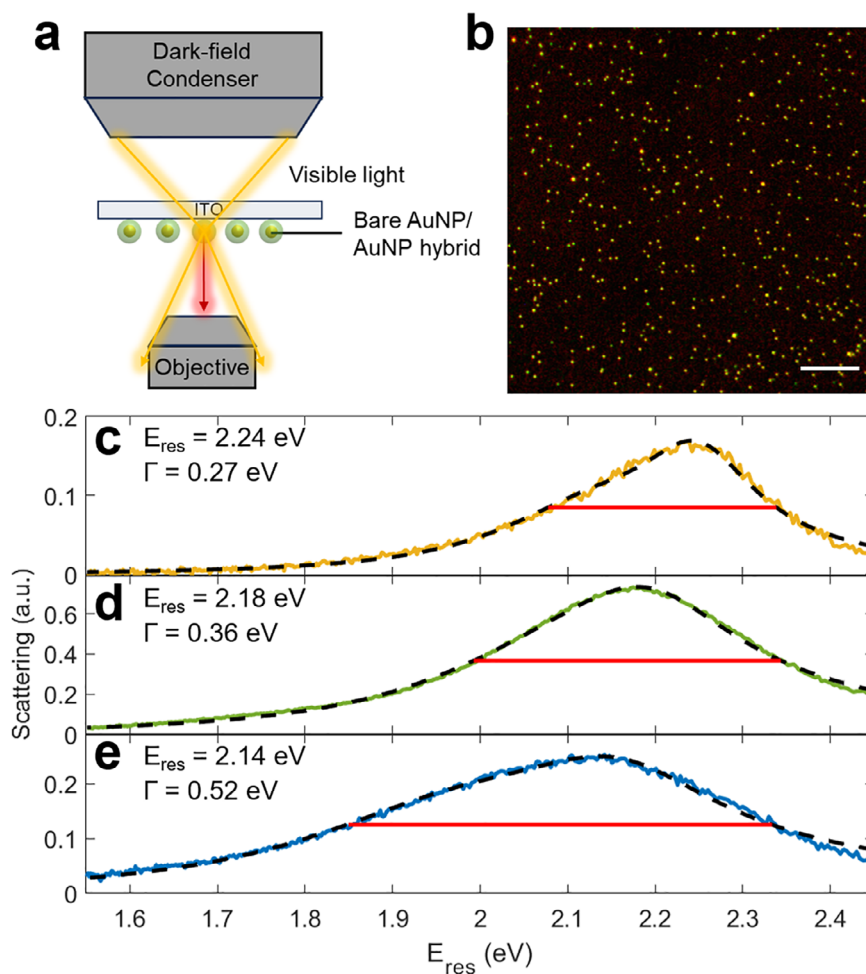 a
Dark-field
Condenser
Visible light
ITO
Bare AuNP/
AuNP hybrid
Objective
b
c
E_res = 2.24 eV
Γ = 0.27 eV
0.2
0.1
0
d
E_res = 2.18 eV
Γ = 0.36 eV
0.6
0.4
0.2
0
e
E_res = 2.14 eV
Γ = 0.52 eV
0.2
0.1
0
Scattering (a.u.)
1.6 1.7 1.8 1.9 2 2.1 2.2 2.3 2.4
E_res (eV)